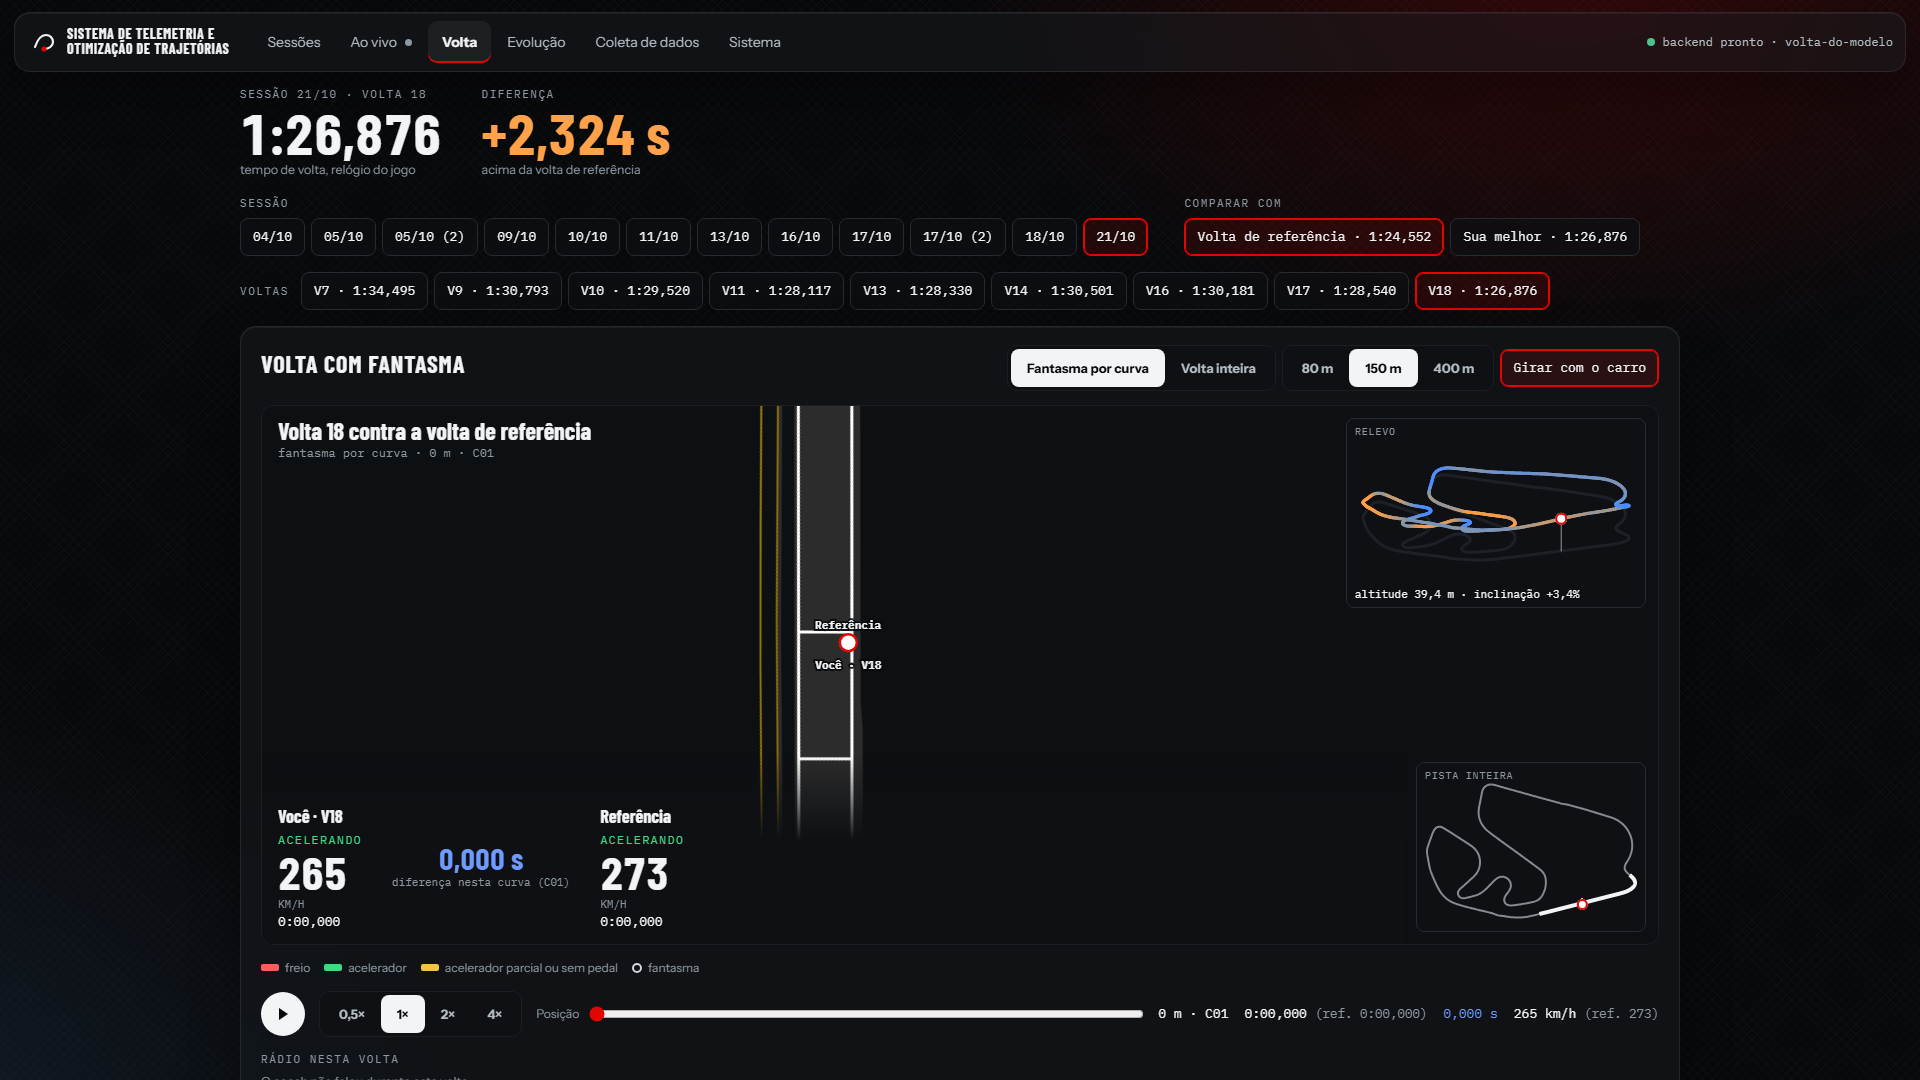 SISTEMA DE TELEMETRIA E
OTIMIZAÇÃO DE TRAJETÓRIAS
Sessões
Ao vivo
Volta
Evolução
Coleta de dados
Sistema
backend pronto · volta-do-modelo
SESSÃO 21/10 · VOLTA 18
1:26,876
tempo de volta, relógio do jogo
DIFERENÇA
+2,324 s
acima da volta de referência
SESSÃO
04/10
05/10
05/10 (2)
09/10
10/10
11/10
13/10
16/10
17/10
17/10 (2)
18/10
21/10
COMPARAR COM
Volta de referência · 1:24,552
Sua melhor · 1:26,876
VOLTAS
V7 · 1:34,495
V9 · 1:30,793
V10 · 1:29,520
V11 · 1:28,117
V13 · 1:28,330
V14 · 1:30,501
V16 · 1:30,181
V17 · 1:28,540
V18 · 1:26,876
VOLTA COM FANTASMA
Fantasma por curva
Volta inteira
80 m
150 m
400 m
Girar com o carro
Volta 18 contra a volta de referência
fantasma por curva · 0 m · C01
RELEVO
altitude 39,4 m · inclinação +3,4%
Referência
Você · V18
PISTA INTEIRA
Você · V18
ACELERANDO
265
KM/H
0:00,000
0,000 s
diferença nesta curva (C01)
Referência
ACELERANDO
273
KM/H
0:00,000
freio
acelerador
acelerador parcial ou sem pedal
fantasma
0,5×
1×
2×
4×
Posição
0 m · C01
0:00,000 (ref. 0:00,000)
0,000 s
265 km/h (ref. 273)
RÁDIO NESTA VOLTA